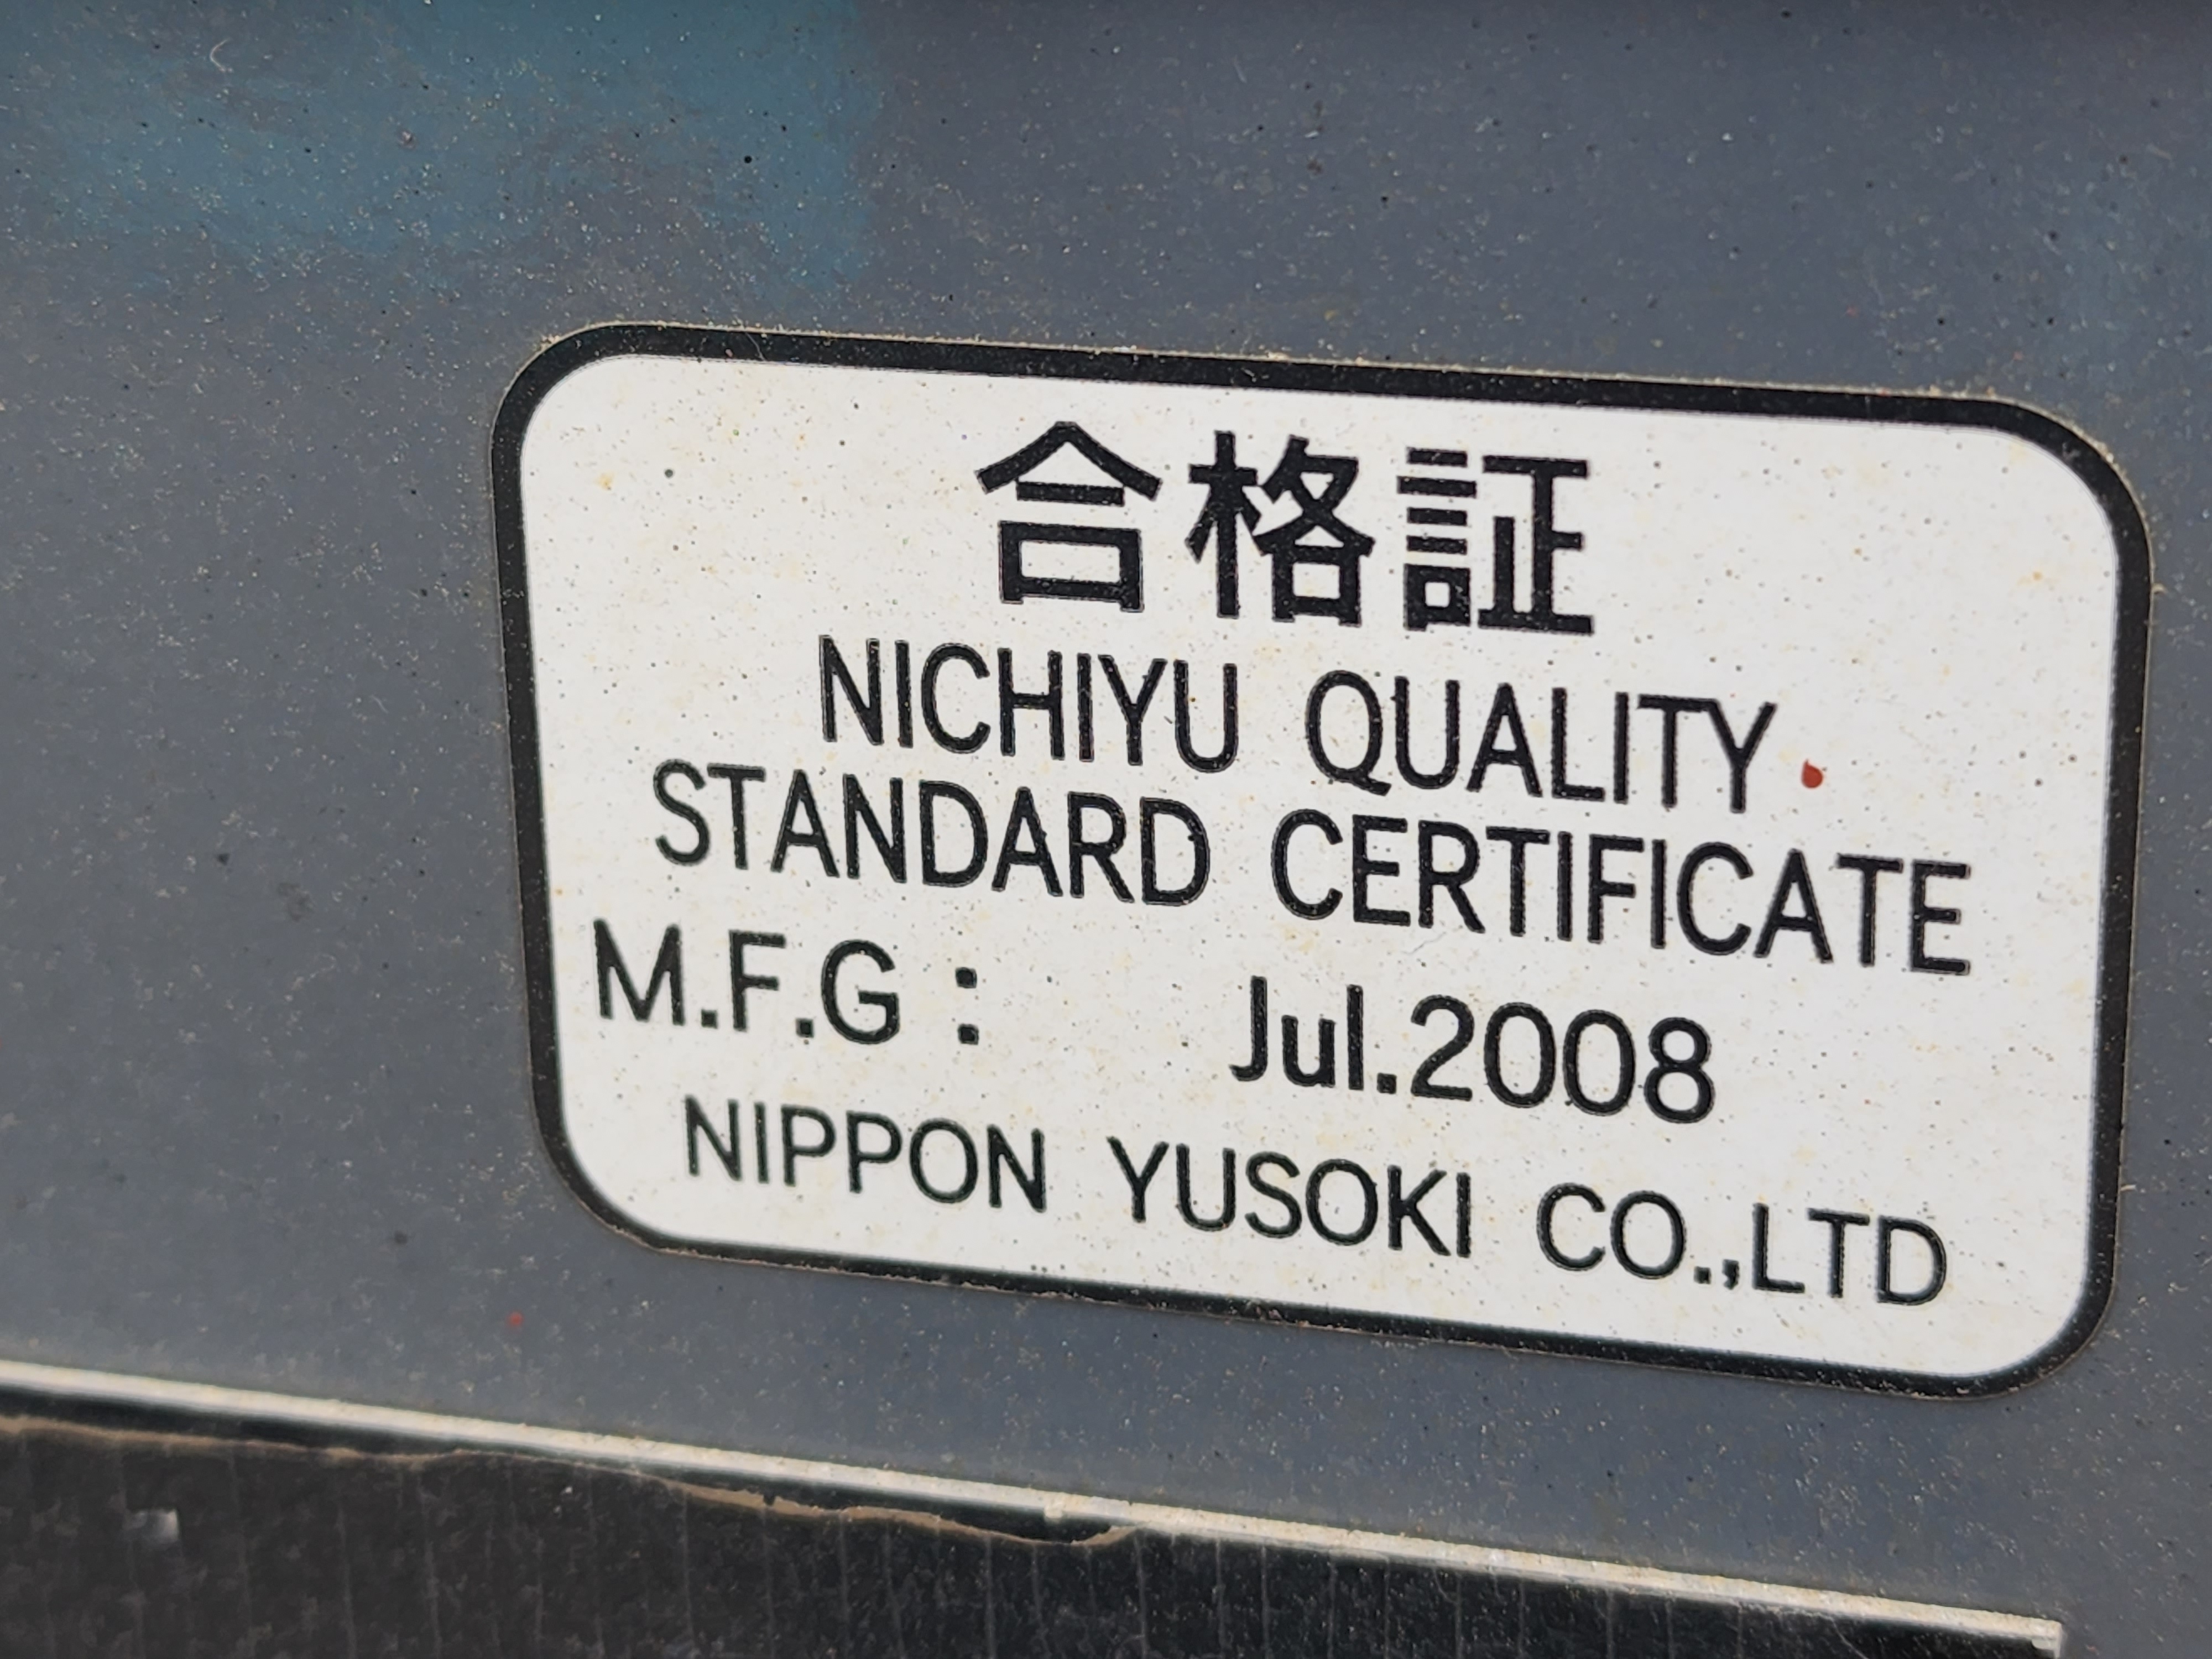 合格証
NICHIYU QUALITY
STANDARD CERTIFICATE
M.F.G : Jul.2008
NIPPON YUSOKI CO.,LTD